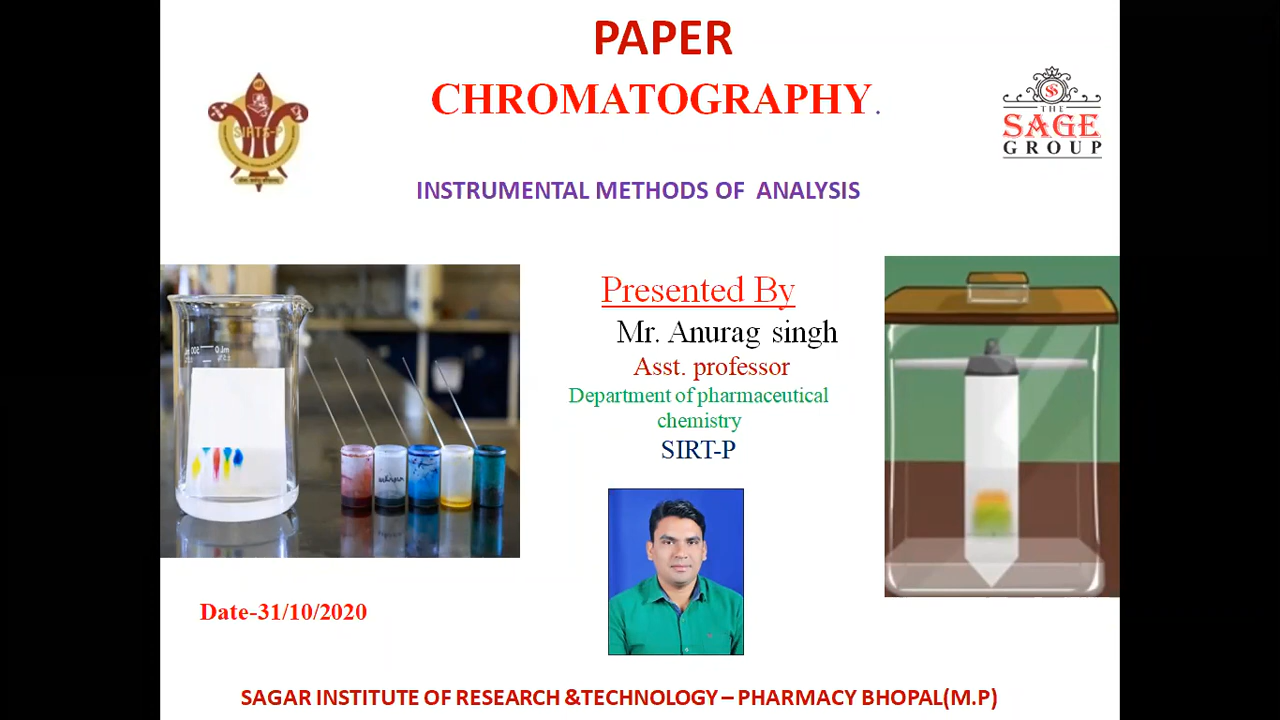 PAPER
CHROMATOGRAPHY.
SIRTS-P
THE
SAGE
GROUP
INSTRUMENTAL METHODS OF ANALYSIS
Presented By
Mr. Anurag singh
Asst. professor
Department of pharmaceutical
chemistry
SIRT-P
Date-31/10/2020
SAGAR INSTITUTE OF RESEARCH &TECHNOLOGY – PHARMACY BHOPAL(M.P)